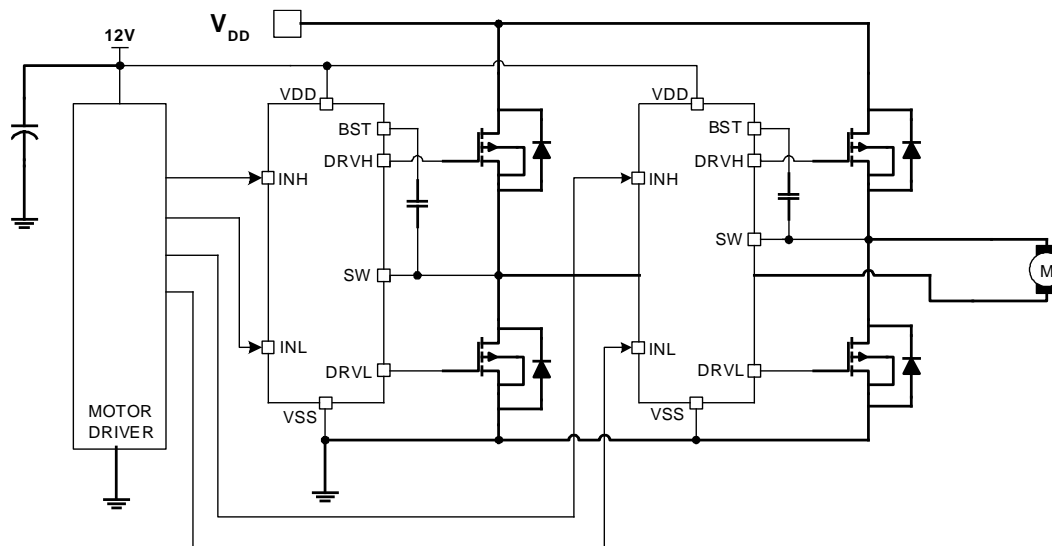 12V
VDD
VDD
BST
DRVH
INH
SW
INL
DRVL
VSS
MOTOR
DRIVER
VDD
BST
DRVH
INH
SW
INL
DRVL
VSS
M